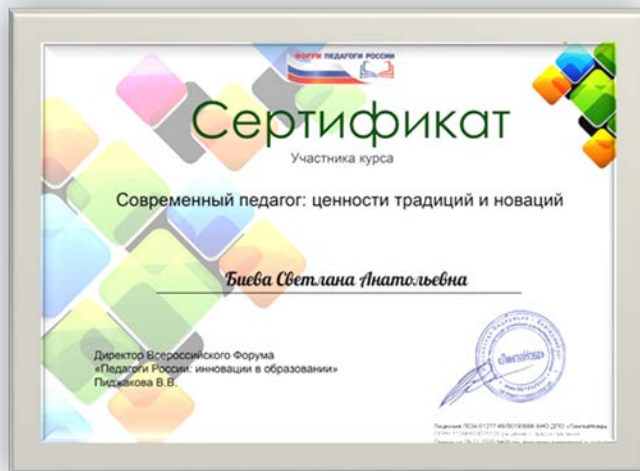 ФОРУМ ПЕДАГОГИ РОССИИ
Сертификат
Участника курса
Современный педагог: ценности традиций и новаций
Биева Светлана Анатольевна
Директор Всероссийского Форума
«Педагоги России: инновации в образовании»
Пиджакова В.В.
«ЛингваНова»